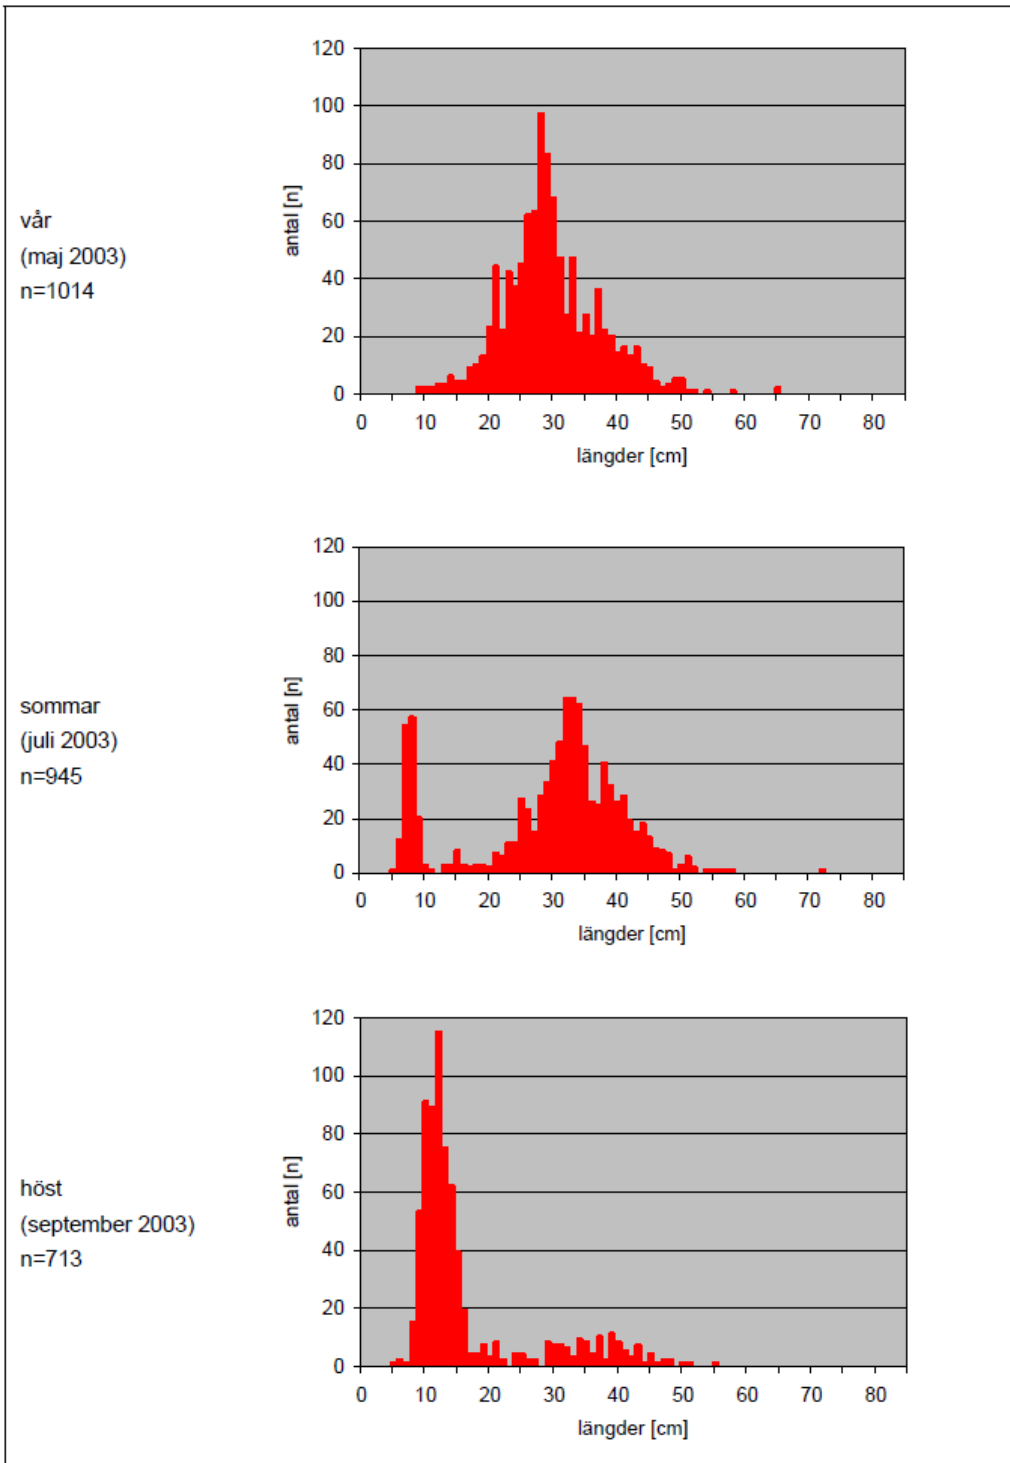 120
100
80
60
40
20
0
antal [n]
vår
(maj 2003)
n=1014
0 10 20 30 40 50 60 70 80
längder [cm]
120
100
80
60
40
20
0
antal [n]
sommar
(juli 2003)
n=945
0 10 20 30 40 50 60 70 80
längder [cm]
120
100
80
60
40
20
0
antal [n]
höst
(september 2003)
n=713
0 10 20 30 40 50 60 70 80
längder [cm]